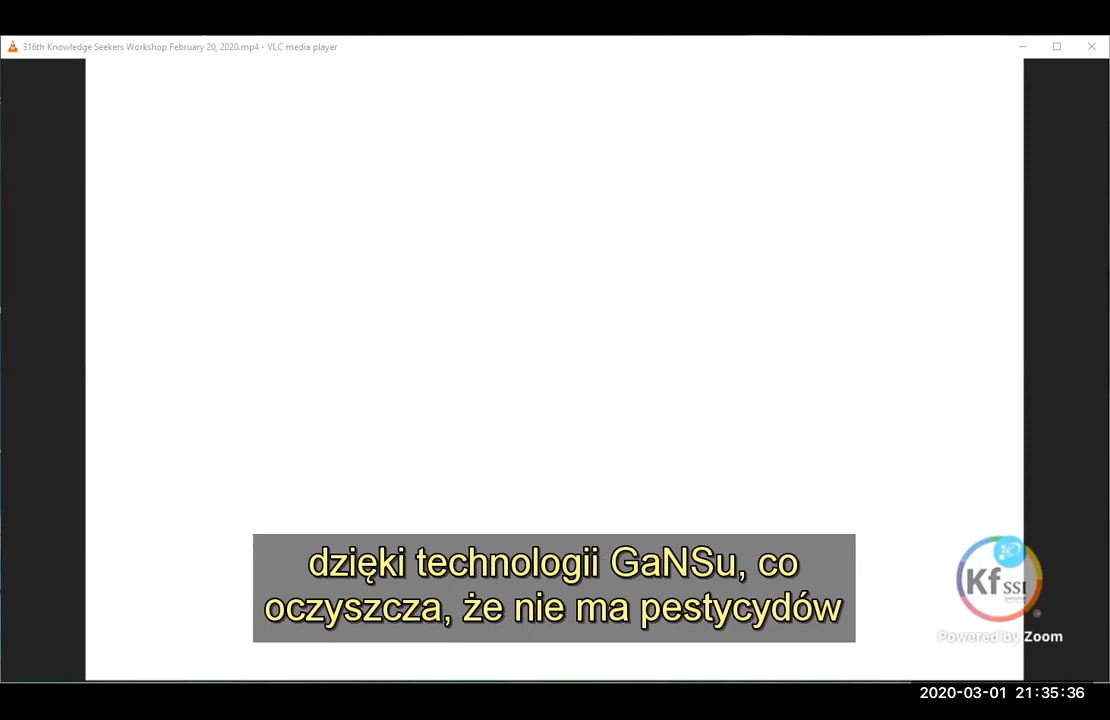 316th Knowledge Seekers Workshop February 20, 2020.mp4 - VLC media player
dzięki technologii GaNSu, co
oczyszcza, że nie ma pestycydów
Kf SSI
Powered by Zoom
2020-03-01 21:35:36